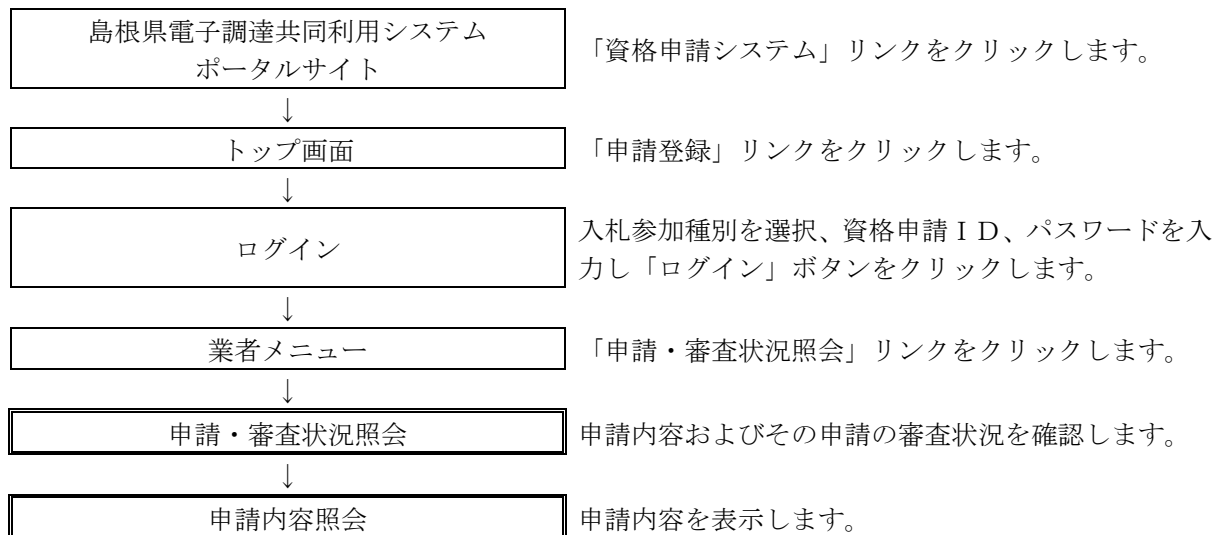 島根県電子調達共同利用システム
ポータルサイト
「資格申請システム」リンクをクリックします。
↓
トップ画面
「申請登録」リンクをクリックします。
↓
ログイン
入札参加種別を選択、資格申請ＩＤ、パスワードを入
力し「ログイン」ボタンをクリックします。
↓
業者メニュー
「申請・審査状況照会」リンクをクリックします。
↓
申請・審査状況照会
申請内容およびその申請の審査状況を確認します。
↓
申請内容照会
申請内容を表示します。